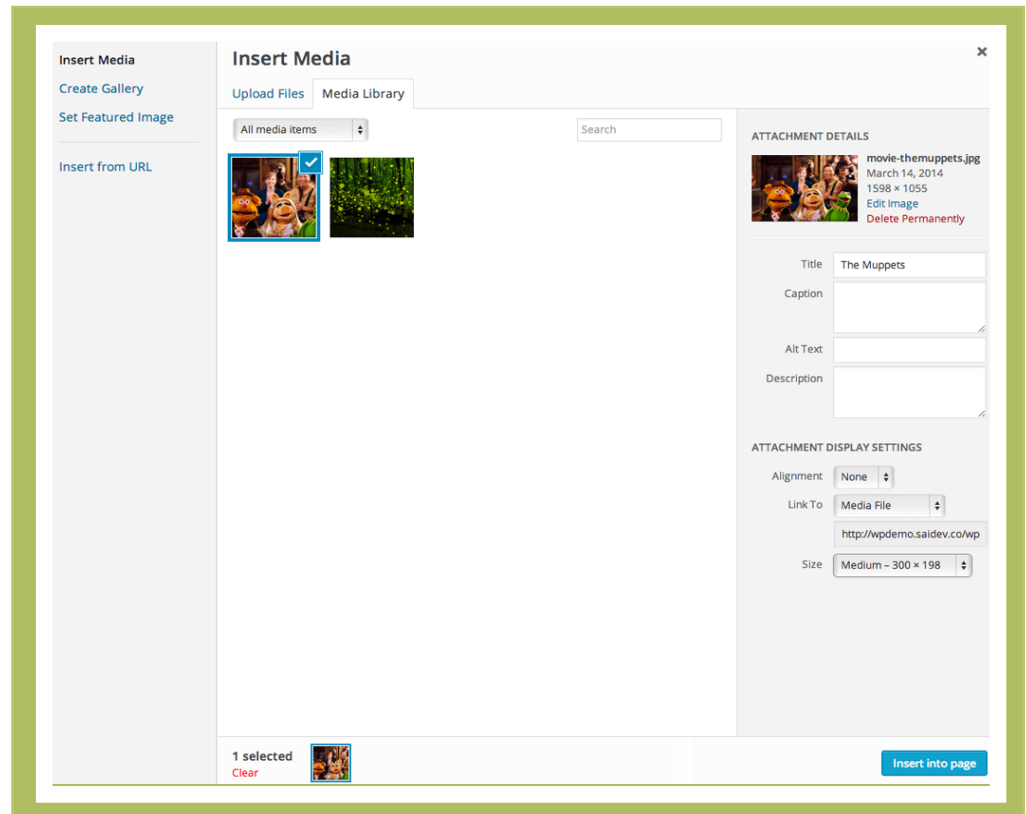 Insert Media
Create Gallery
Set Featured Image
Insert from URL
Insert Media
×
Upload Files
Media Library
All media items
Search
ATTACHMENT DETAILS
movie-themuppets.jpg
March 14, 2014
1598 × 1055
Edit Image
Delete Permanently
Title The Muppets
Caption
Alt Text
Description
ATTACHMENT DISPLAY SETTINGS
Alignment None
Link To Media File
http://wpdemo.saidev.co/wp
Size Medium – 300 × 198
1 selected
Clear
Insert into page